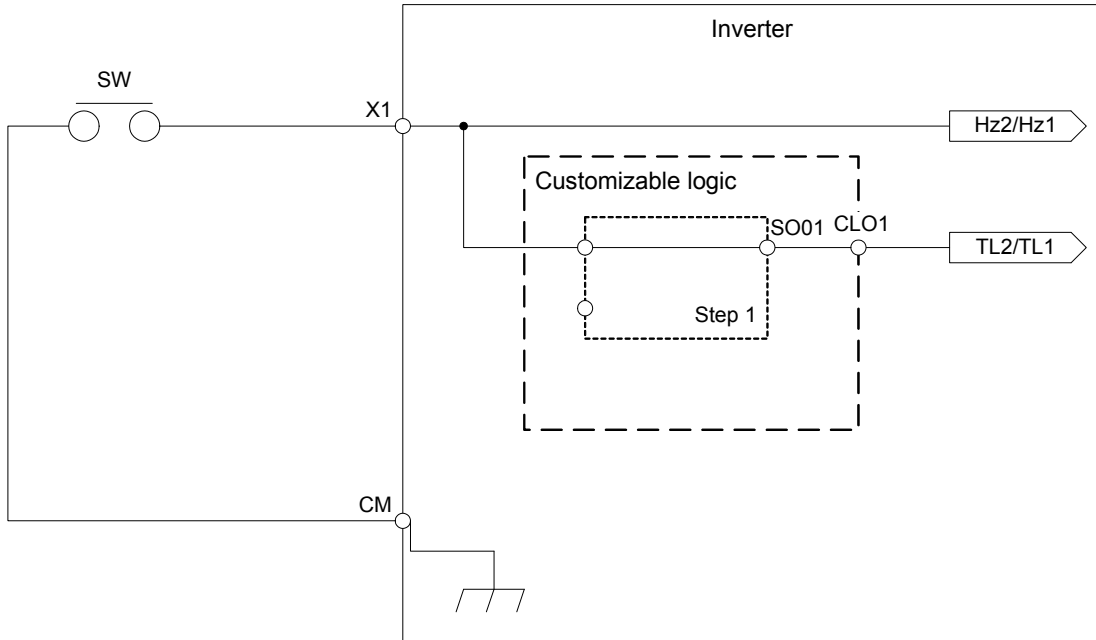 Inverter
SW
X1
Hz2/Hz1
Customizable logic
SO01
CLO1
TL2/TL1
Step 1
CM